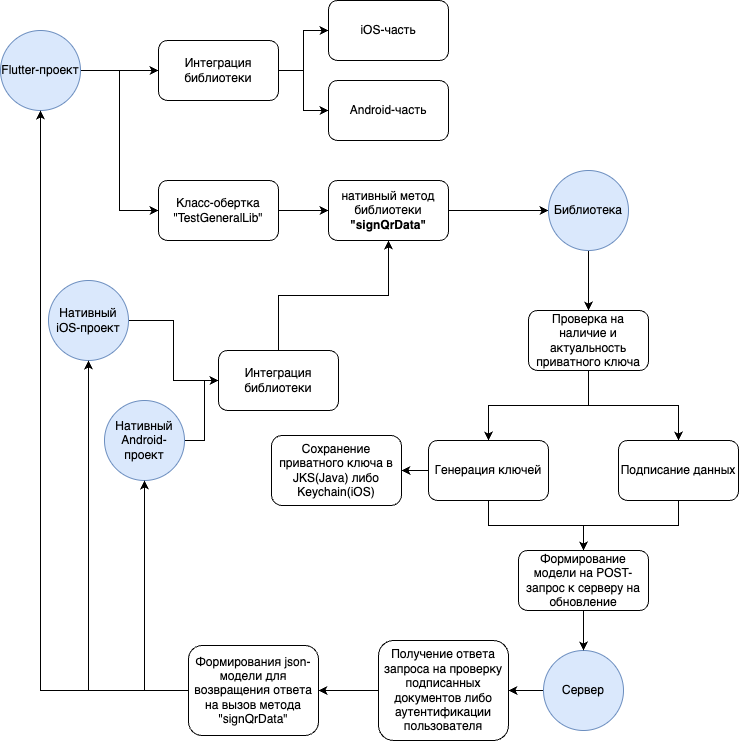 iOS-часть
Flutter-проект
Интеграция
библиотеки
Android-часть
Класс-обертка
"TestGeneralLib"
нативный метод
библиотеки
"signQrData"
Библиотека
Нативный
iOS-проект
Проверка на
наличие и
актуальность
приватного ключа
Интеграция
библиотеки
Нативный
Android-
проект
Сохранение
приватного ключа в
JKS(Java) либо
Keychain(iOS)
Генерация ключей
Подписание данных
Формирование
модели на POST-
запрос к серверу на
обновление
Формирования json-
модели для
возвращения ответа
на вызов метода
"signQrData"
Получение ответа
запроса на проверку
подписанных
документов либо
аутентификации
пользователя
Сервер